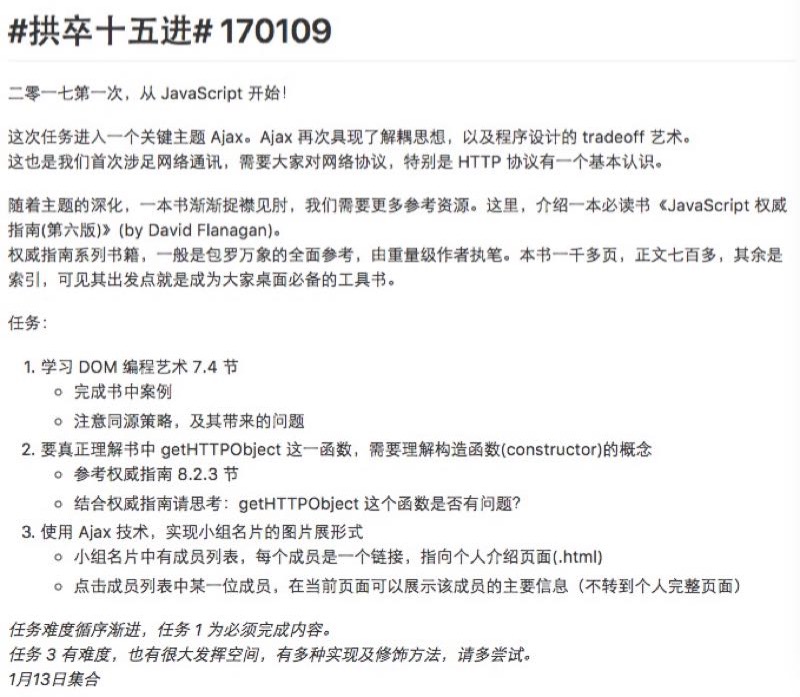 #拱卒十五进# 170109
二零一七第一次，从 JavaScript 开始！
这次任务进入一个关键主题 Ajax。Ajax 再次具现了解耦思想，以及程序设计的 tradeoff 艺术。
这也是我们首次涉足网络通讯，需要大家对网络协议，特别是 HTTP 协议有一个基本认识。
随着主题的深化，一本书渐渐捉襟见肘，我们需要更多参考资源。这里，介绍一本必读书《JavaScript 权威
指南(第六版)》(by David Flanagan)。
权威指南系列书籍，一般是包罗万象的全面参考，由重量级作者执笔。本书一千多页，正文七百多，其余是
索引，可见其出发点就是成为大家桌面必备的工具书。
任务：
1. 学习 DOM 编程艺术 7.4 节
○ 完成书中案例
○ 注意同源策略，及其带来的问题
2. 要真正理解书中 getHTTPObject 这一函数，需要理解构造函数(constructor)的概念
○ 参考权威指南 8.2.3 节
○ 结合权威指南请思考：getHTTPObject 这个函数是否有问题？
3. 使用 Ajax 技术，实现小组名片的图片展形式
○ 小组名片中有成员列表，每个成员是一个链接，指向个人介绍页面(.html)
○ 点击成员列表中某一位成员，在当前页面可以展示该成员的主要信息（不转到个人完整页面）
任务难度循序渐进，任务 1 为必须完成内容。
任务 3 有难度，也有很大发挥空间，有多种实现及修饰方法，请多尝试。
1月13日集合